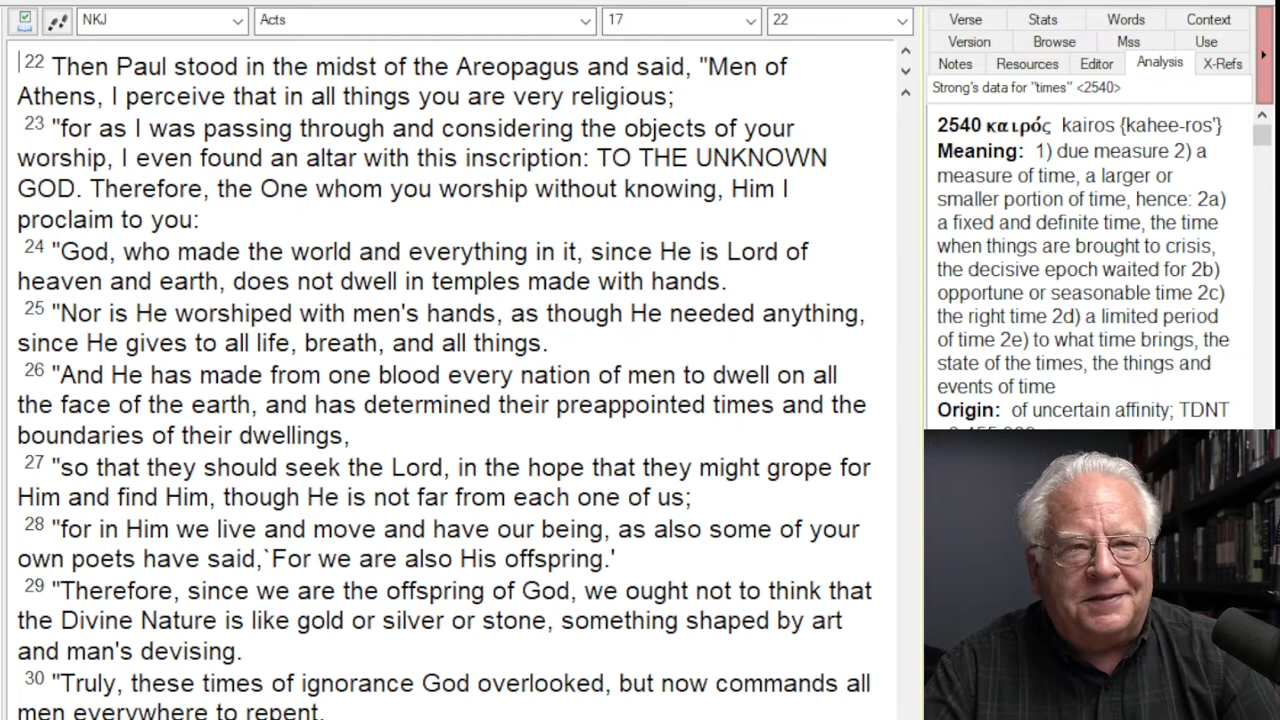 NKJ
Acts
17
22
22 Then Paul stood in the midst of the Areopagus and said, "Men of
Athens, I perceive that in all things you are very religious;
23 "for as I was passing through and considering the objects of your
worship, I even found an altar with this inscription: TO THE UNKNOWN
GOD. Therefore, the One whom you worship without knowing, Him I
proclaim to you:
24 "God, who made the world and everything in it, since He is Lord of
heaven and earth, does not dwell in temples made with hands.
25 "Nor is He worshiped with men's hands, as though He needed anything,
since He gives to all life, breath, and all things.
26 "And He has made from one blood every nation of men to dwell on all
the face of the earth, and has determined their preappointed times and the
boundaries of their dwellings,
27 "so that they should seek the Lord, in the hope that they might grope for
Him and find Him, though He is not far from each one of us;
28 "for in Him we live and move and have our being, as also some of your
own poets have said,`For we are also His offspring.'
29 "Therefore, since we are the offspring of God, we ought not to think that
the Divine Nature is like gold or silver or stone, something shaped by art
and man's devising.
30 "Truly, these times of ignorance God overlooked, but now commands all
men everywhere to repent,
Verse Stats Words Context
Version Browse Mss Use
Notes Resources Editor Analysis X-Refs
Strong's data for "times" <2540>
2540 καιρός kairos {kahee-ros'}
Meaning: 1) due measure 2) a
measure of time, a larger or
smaller portion of time, hence: 2a)
a fixed and definite time, the time
when things are brought to crisis,
the decisive epoch waited for 2b)
opportune or seasonable time 2c)
the right time 2d) a limited period
of time 2e) to what time brings, the
state of the times, the things and
events of time
Origin: of uncertain affinity; TDNT